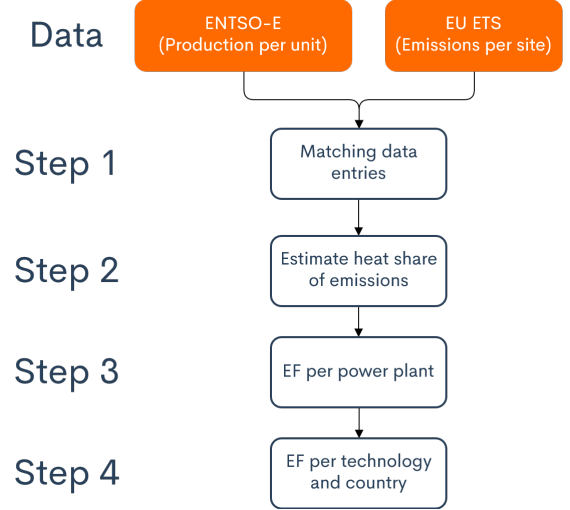 Data
ENTSO-E
(Production per unit)
EU ETS
(Emissions per site)
Step 1
Matching data
entries
Step 2
Estimate heat share
of emissions
Step 3
EF per power plant
Step 4
EF per technology
and country